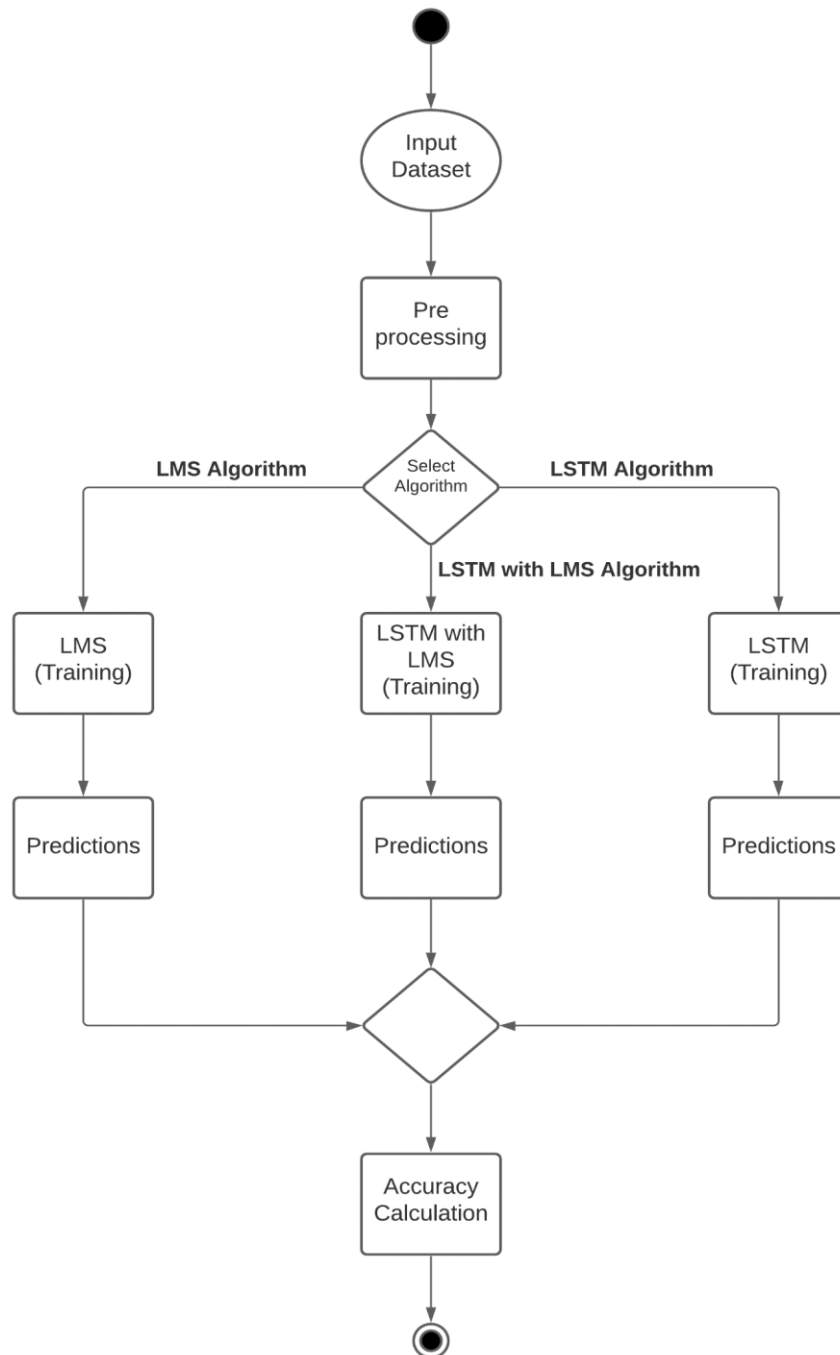 Input
Dataset
Pre
processing
Select
Algorithm
LMS Algorithm
LSTM Algorithm
LSTM with LMS Algorithm
LMS
(Training)
LSTM with
LMS
(Training)
LSTM
(Training)
Predictions
Predictions
Predictions
Accuracy
Calculation